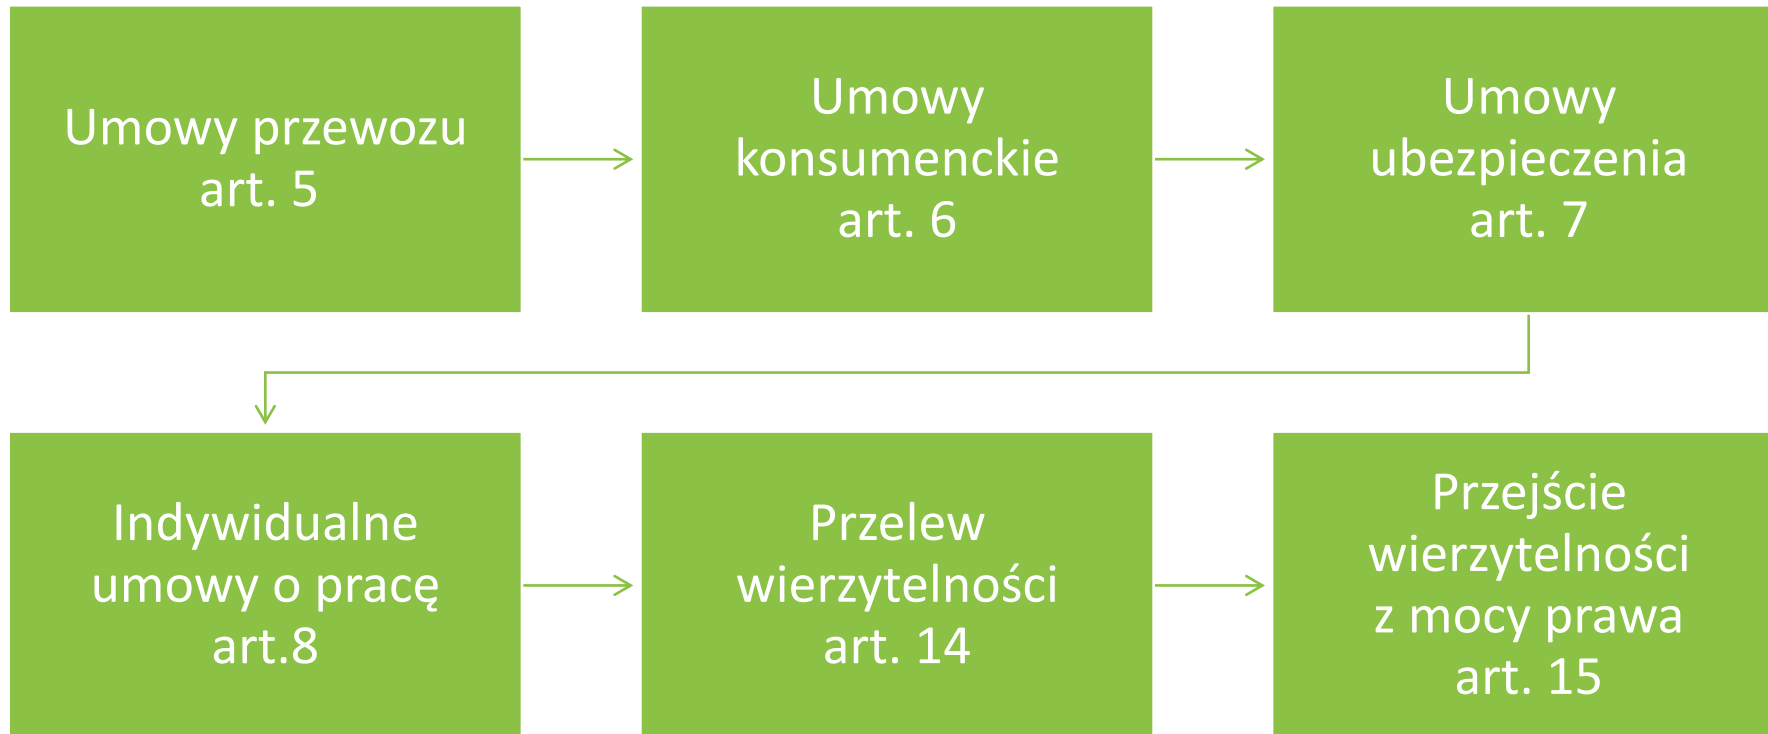 Umowy przewozu
art. 5
Umowy
konsumenckie
art. 6
Umowy
ubezpieczenia
art. 7
Indywidualne
umowy o pracę
art.8
Przelew
wierzytelności
art. 14
Przejście
wierzytelności
z mocy prawa
art. 15